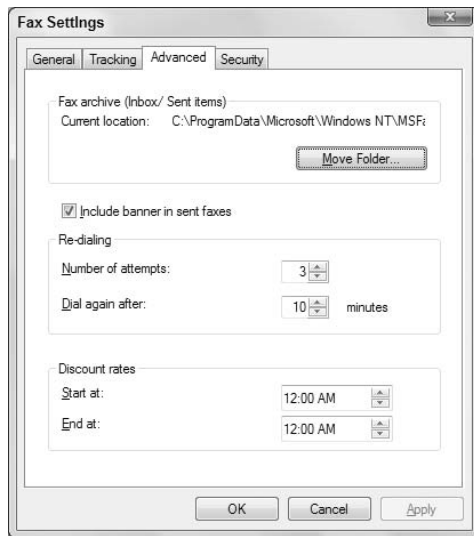 Fax Settings
General Tracking Advanced Security
Fax archive (Inbox/ Sent items)
Current location: C:\ProgramData\Microsoft\Windows NT\MSFa
Move Folder...
Include banner in sent faxes
Re-dialing
Number of attempts: 3
Dial again after: 10 minutes
Discount rates
Start at: 12:00 AM
End at: 12:00 AM
OK Cancel Apply